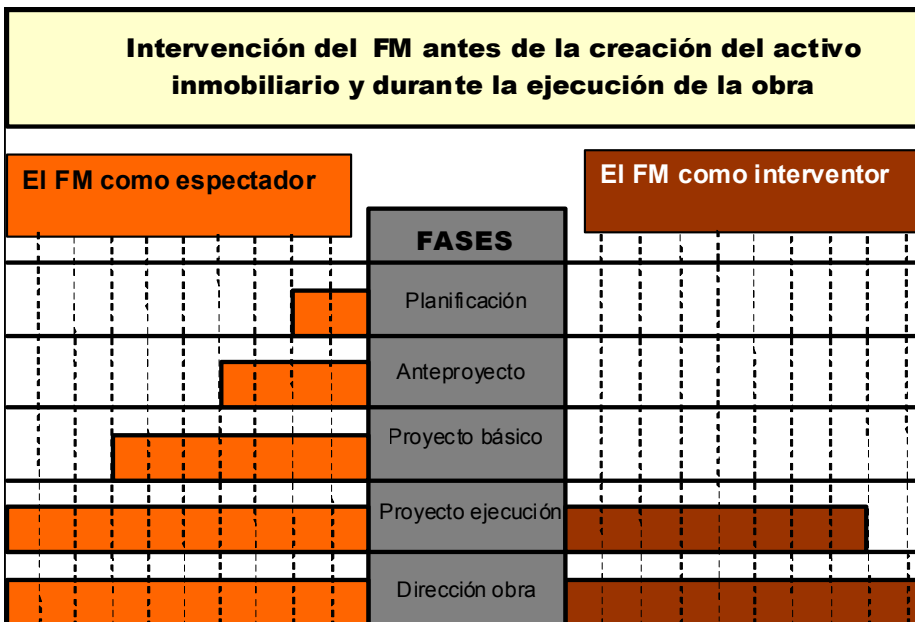 Intervención del FM antes de la creación del activo
inmobiliario y durante la ejecución de la obra
El FM como espectador
El FM como interventor
FASES
Planificación
Anteproyecto
Proyecto básico
Proyecto ejecución
Dirección obra